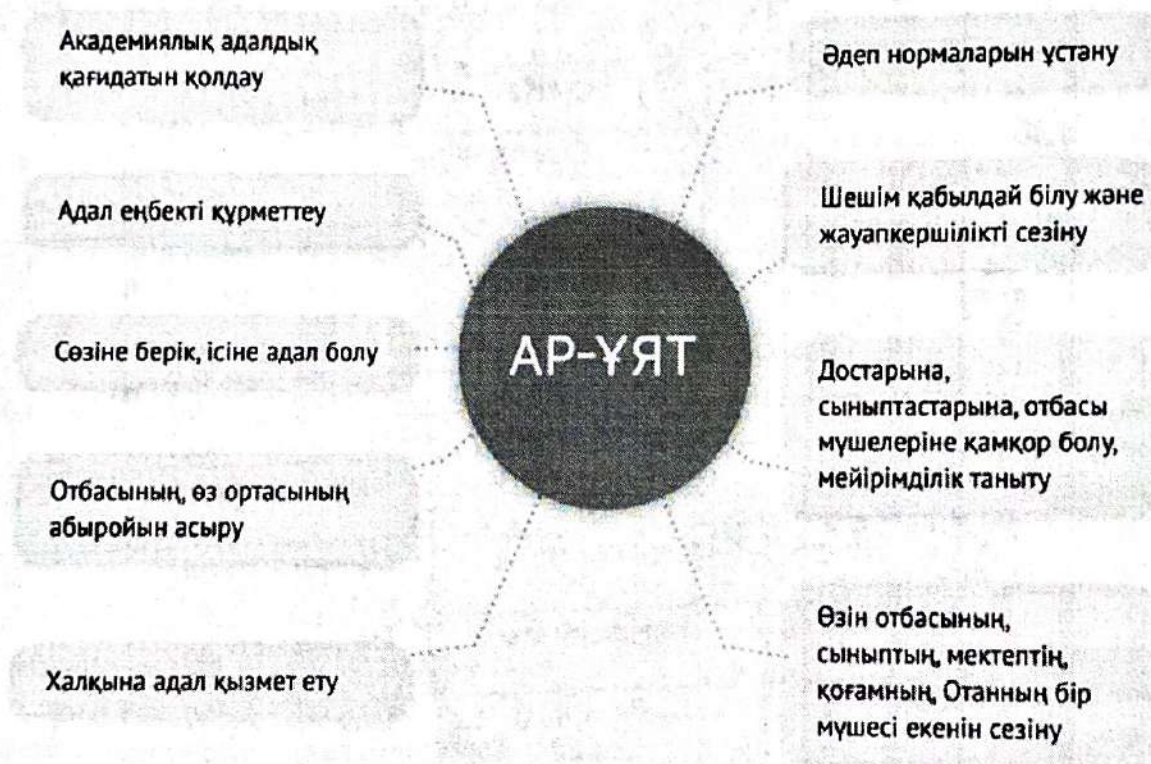 Академиялық адалдық
қағидатын қолдау
Адал еңбекті құрметтеу
Сөзіне берік, ісіне адал болу
Отбасының, өз ортасының
абыройын асыру
Халқына адал қызмет ету
АР-ҰЯТ
Әдеп нормаларын ұстану
Шешім қабылдай білу және
жауапкершілікті сезіну
Достарына,
сыныптастарына, отбасы
мүшелеріне қамқор болу,
мейірімділік таныту
Өзін отбасының,
сыныптың, мектептің,
қоғамның, Отанның бір
мүшесі екенін сезіну